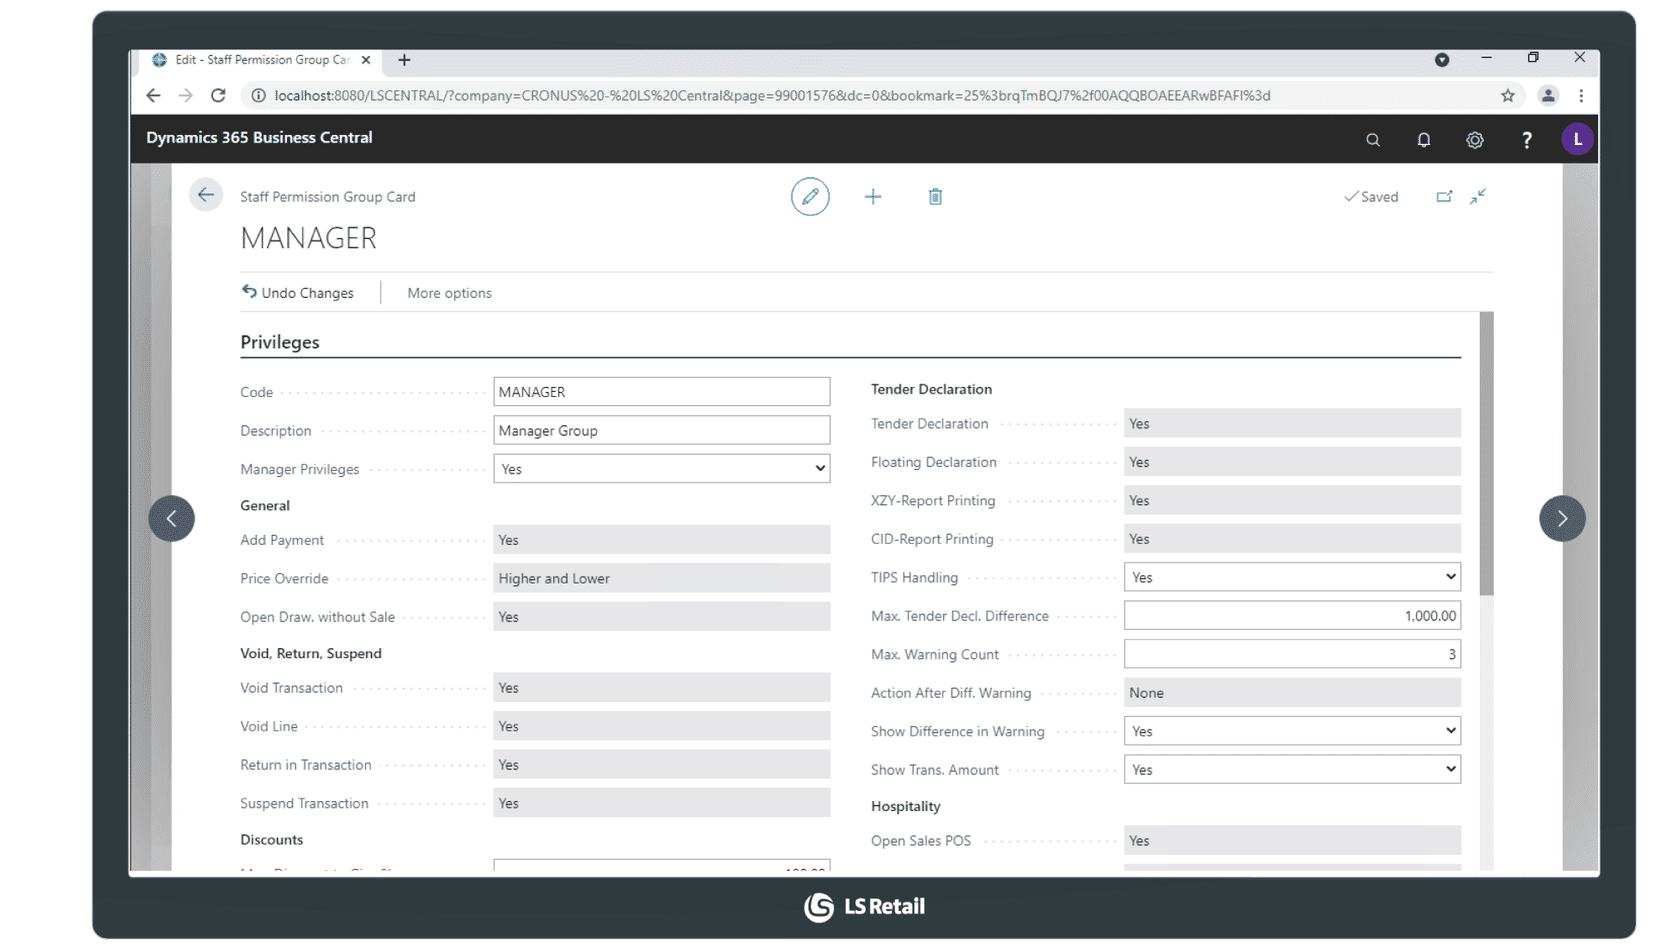 Edit - Staff Permission Group Car
localhost:8080/LSCENTRAL/?company=CRONUS%20-%20LS%20Central&page=99001576&dc=0&bookmark=25%3brqTmBQJ7%2f00AQQBOAEEARwBFAFI%3d
Dynamics 365 Business Central
L
Staff Permission Group Card
Saved
MANAGER
Undo Changes
More options
Privileges
Code
MANAGER
Description
Manager Group
Manager Privileges
Yes
General
Add Payment
Yes
Price Override
Higher and Lower
Open Draw. without Sale
Yes
Void, Return, Suspend
Void Transaction
Yes
Void Line
Yes
Return in Transaction
Yes
Suspend Transaction
Yes
Discounts
Tender Declaration
Tender Declaration
Yes
Floating Declaration
Yes
XZY-Report Printing
Yes
CID-Report Printing
Yes
TIPS Handling
Yes
Max. Tender Decl. Difference
1,000.00
Max. Warning Count
3
Action After Diff. Warning
None
Show Difference in Warning
Yes
Show Trans. Amount
Yes
Hospitality
Open Sales POS
Yes
LS Retail